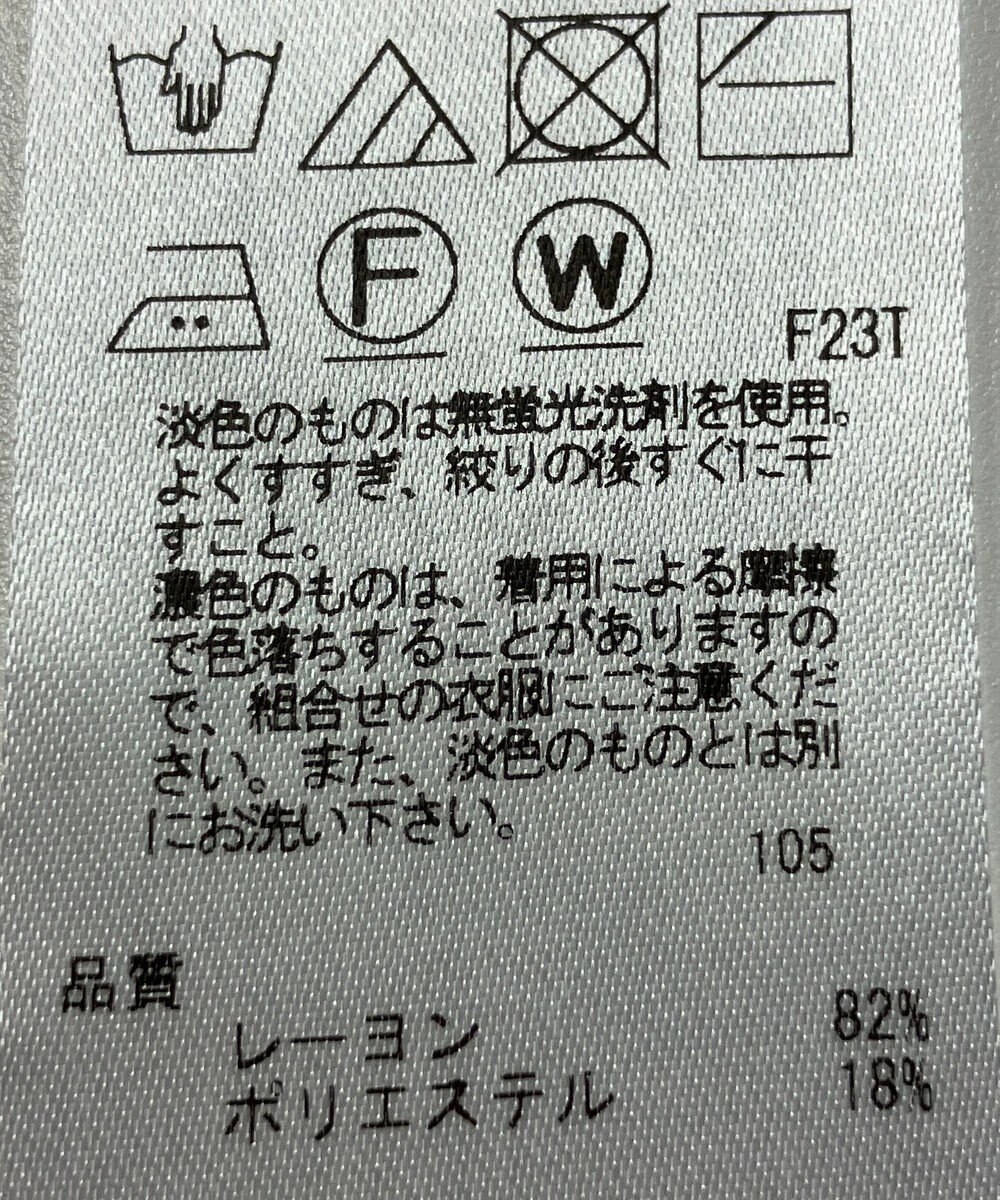 F W
F23T
淡色のものは無蛍光洗剤を使用。
よくすすぎ、絞りの後すぐに干
すこと。
濃色のものは、着用による摩擦
で色落ちすることがありますの
で、組合せの衣服にご注意くだ
さい。また、淡色のものとは別
にお洗い下さい。
105
品質
レーヨン 82%
ポリエステル 18%